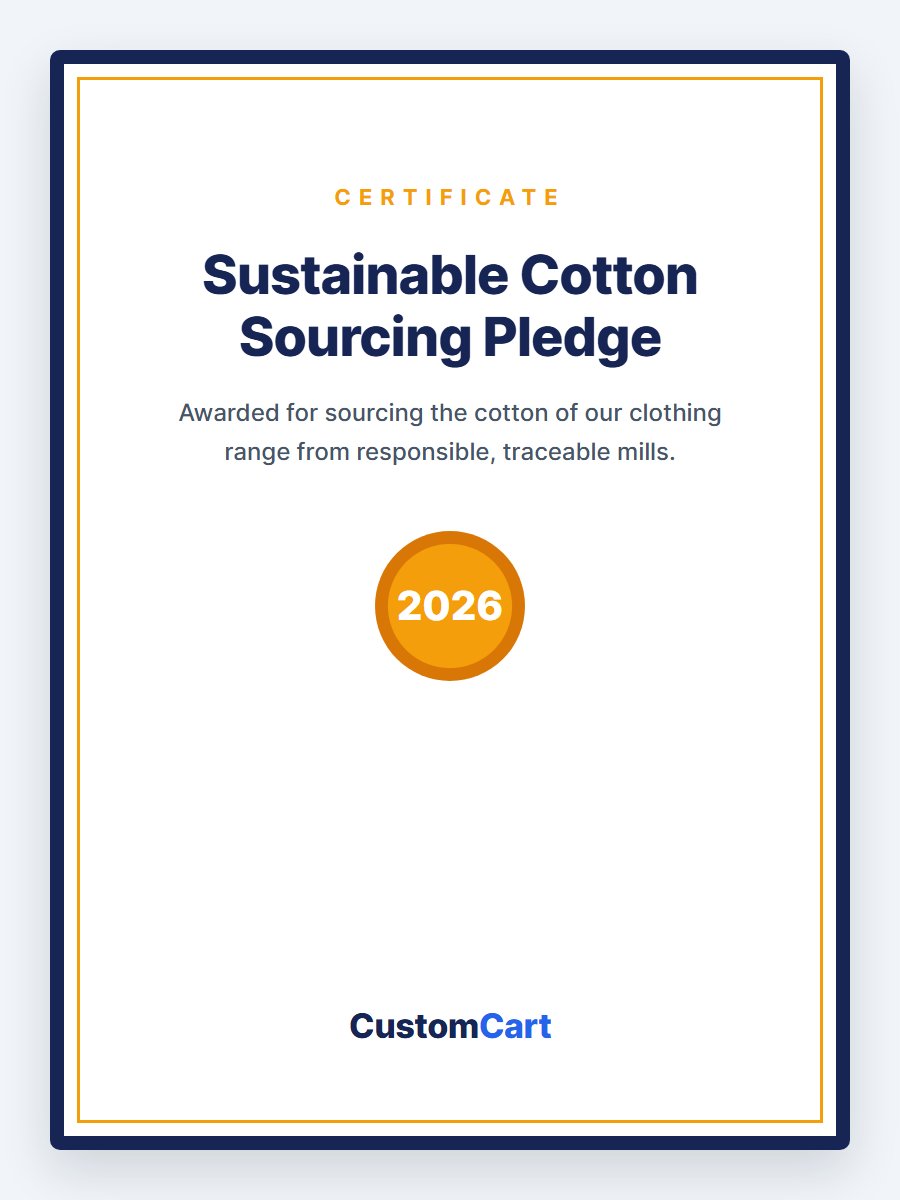 CERTIFICATE
Sustainable Cotton
Sourcing Pledge
Awarded for sourcing the cotton of our clothing
range from responsible, traceable mills.
2026
CustomCart